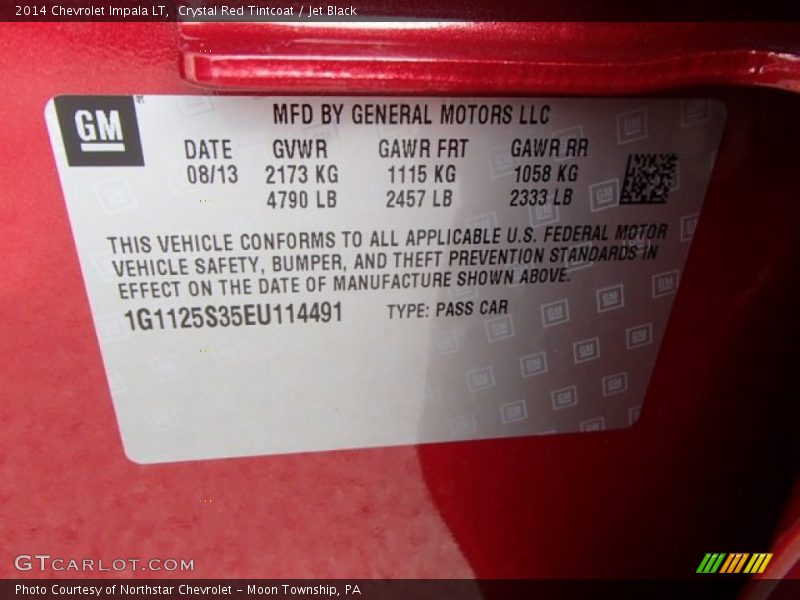 2014 Chevrolet Impala LT, Crystal Red Tintcoat / Jet Black
GM
MFD BY GENERAL MOTORS LLC
DATE GVWR GAWR FRT GAWR RR
08/13 2173 KG 1115 KG 1058 KG
4790 LB 2457 LB 2333 LB
THIS VEHICLE CONFORMS TO ALL APPLICABLE U.S. FEDERAL MOTOR
VEHICLE SAFETY, BUMPER, AND THEFT PREVENTION STANDARDS IN
EFFECT ON THE DATE OF MANUFACTURE SHOWN ABOVE.
1G1125S35EU114491 TYPE: PASS CAR
GTCARLOT.COM
Photo Courtesy of Northstar Chevrolet - Moon Township, PA